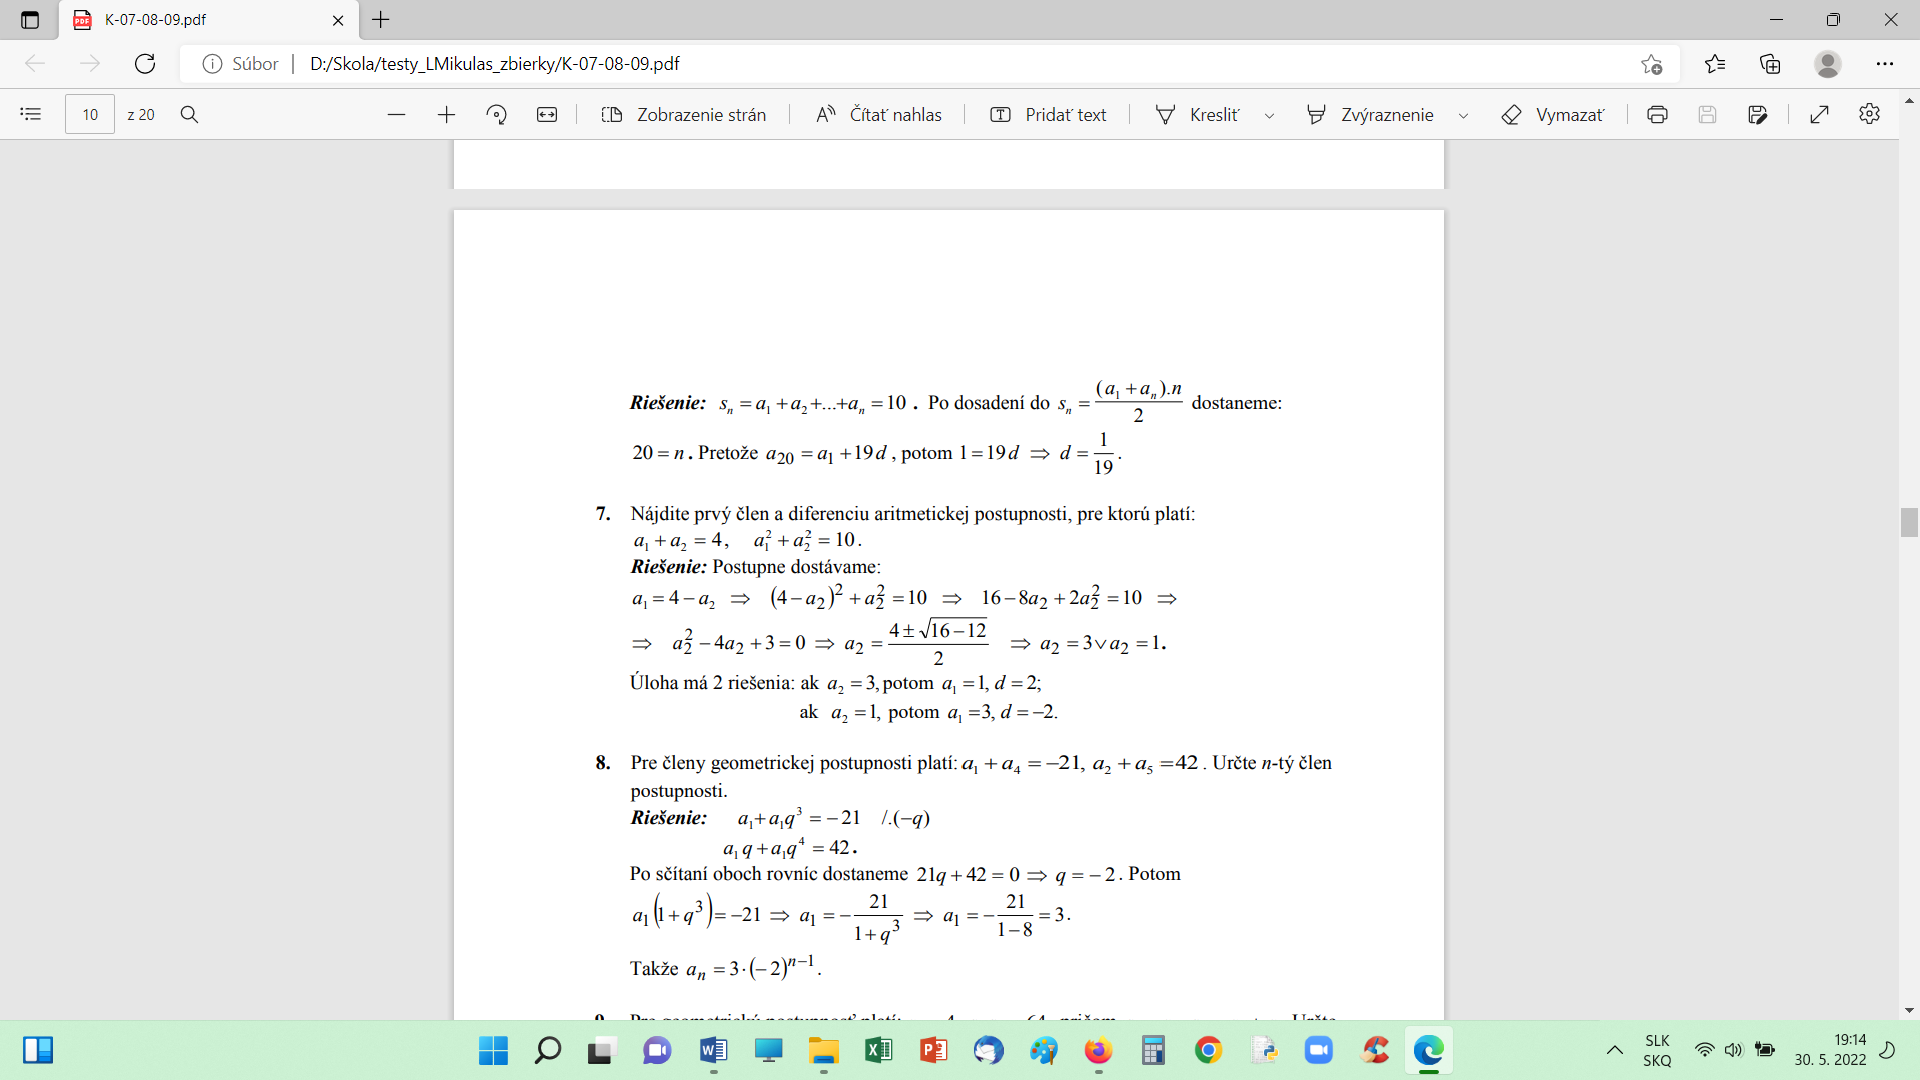 K-07-08-09.pdf
Súbor D:/Skola/testy_LMikulas_zbierky/K-07-08-09.pdf
10 z 20 Zobrazenie strán Čítať nahlas Pridať text Kresliť Zvýraznenie Vymazať
Riešenie: sₙ = a₁ + a₂ +...+ aₙ = 10 . Po dosadení do sₙ = (a₁ + aₙ).n / 2 dostaneme:
20 = n . Pretože a₂₀ = a₁ + 19d , potom 1 = 19d ⇒ d = 1/19 .
7. Nájdite prvý člen a diferenciu aritmetickej postupnosti, pre ktorú platí:
a₁ + a₂ = 4, a₁² + a₂² = 10.
Riešenie: Postupne dostávame:
a₁ = 4 − a₂ ⇒ (4 − a₂)² + a₂² = 10 ⇒ 16 − 8a₂ + 2a₂² = 10 ⇒
⇒ a₂² − 4a₂ + 3 = 0 ⇒ a₂ = (4 ± √(16 − 12)) / 2 ⇒ a₂ = 3 ∨ a₂ = 1.
Úloha má 2 riešenia: ak a₂ = 3, potom a₁ = 1, d = 2;
ak a₂ = 1, potom a₁ = 3, d = −2.
8. Pre členy geometrickej postupnosti platí: a₁ + a₄ = −21, a₂ + a₅ = 42 . Určte n-tý člen
postupnosti.
Riešenie: a₁ + a₁q³ = −21 /.(−q)
a₁q + a₁q⁴ = 42.
Po sčítaní oboch rovníc dostaneme 21q + 42 = 0 ⇒ q = −2 . Potom
a₁(1 + q³) = −21 ⇒ a₁ = − 21 / (1 + q³) ⇒ a₁ = − 21 / (1 − 8) = 3 .
Takže aₙ = 3·(−2)ⁿ⁻¹ .
SLK
SKQ
19:14
30. 5. 2022